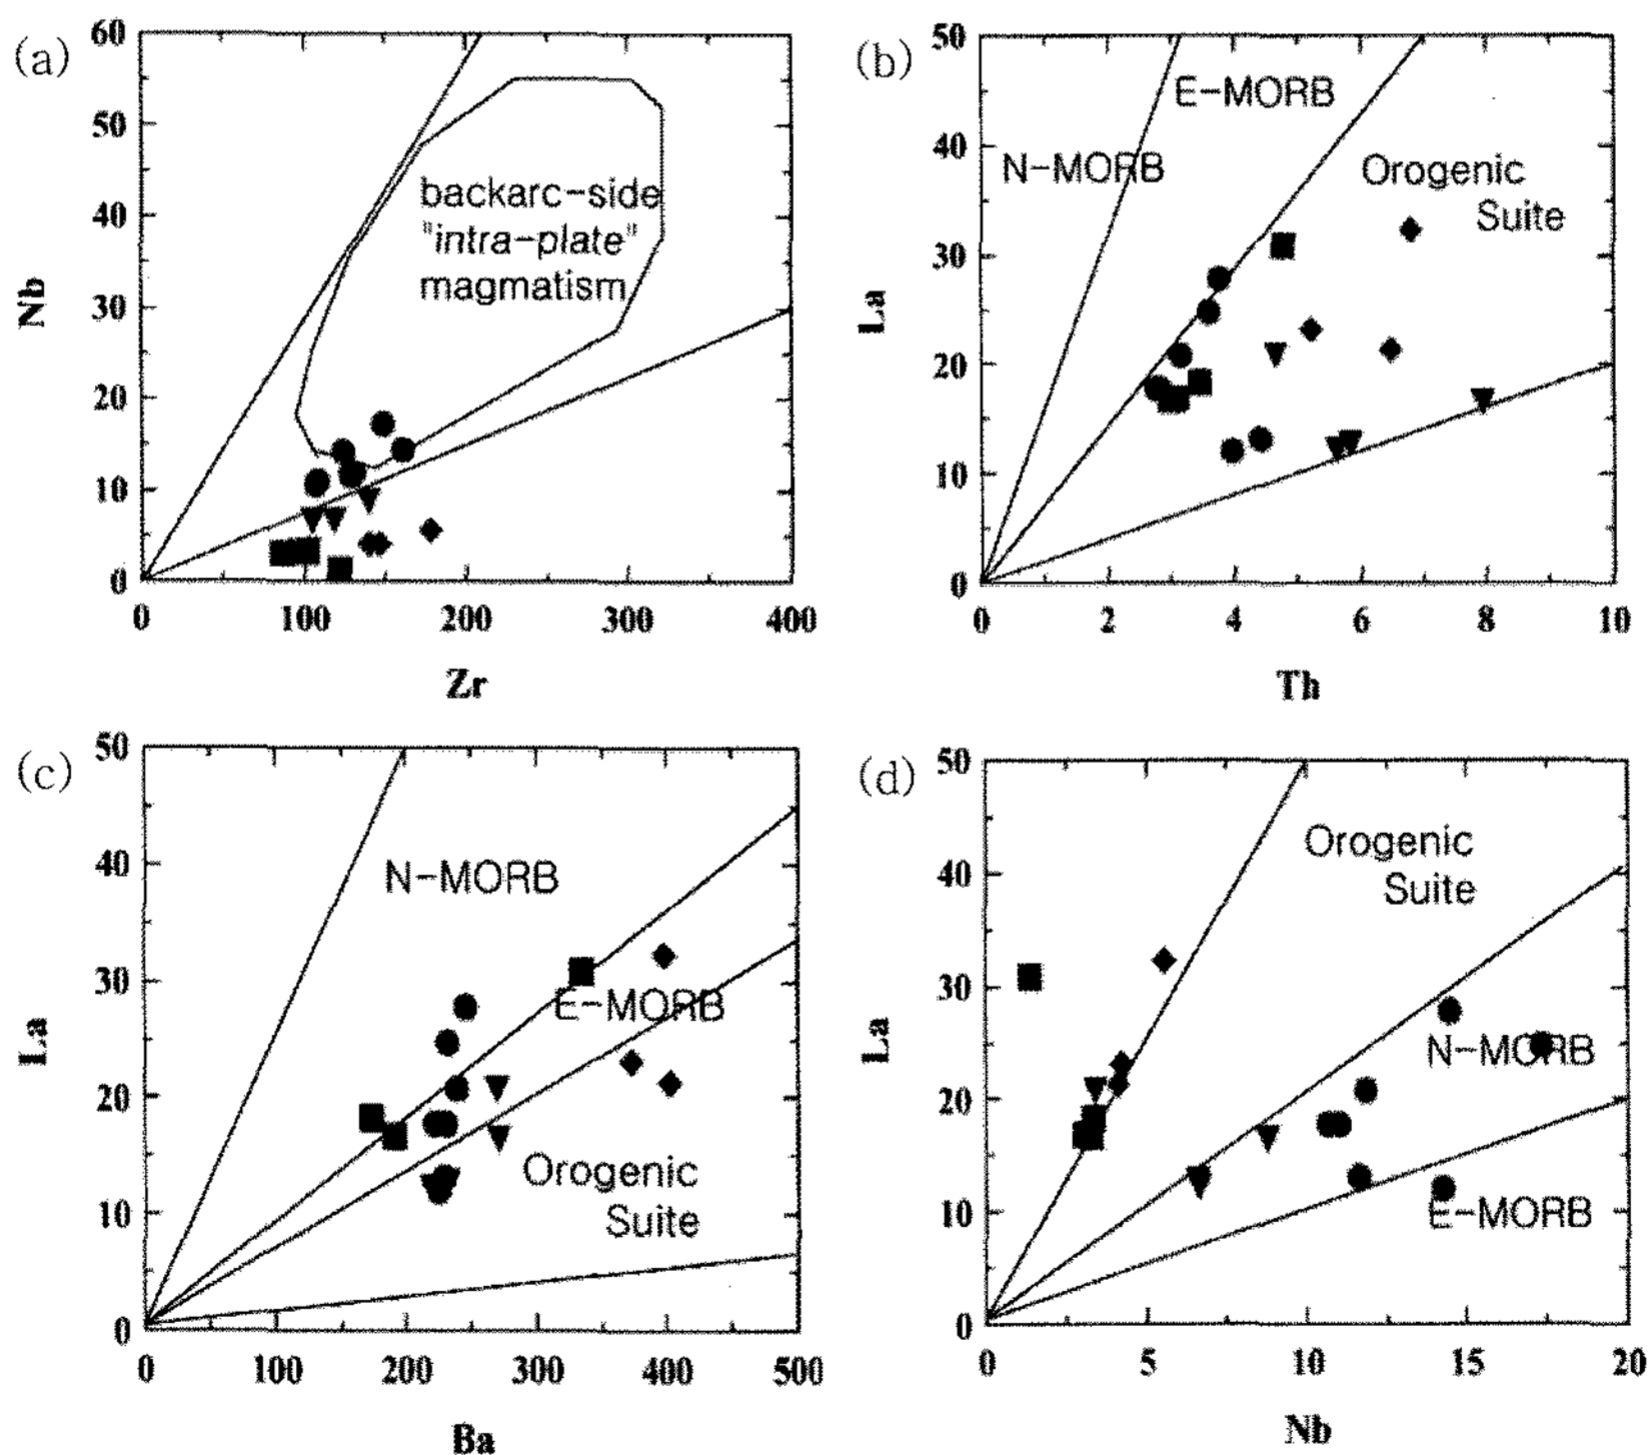 (a)
60
50
40
30
20
10
0
Nb
backarc-side
"intra-plate"
magmatism
0 100 200 300 400
Zr
(b)
50
40
30
20
10
0
La
E-MORB
N-MORB
Orogenic
Suite
0 2 4 6 8 10
Th
(c)
50
40
30
20
10
0
La
N-MORB
E-MORB
Orogenic
Suite
0 100 200 300 400 500
Ba
(d)
50
40
30
20
10
0
La
Orogenic
Suite
N-MORB
E-MORB
0 5 10 15 20
Nb